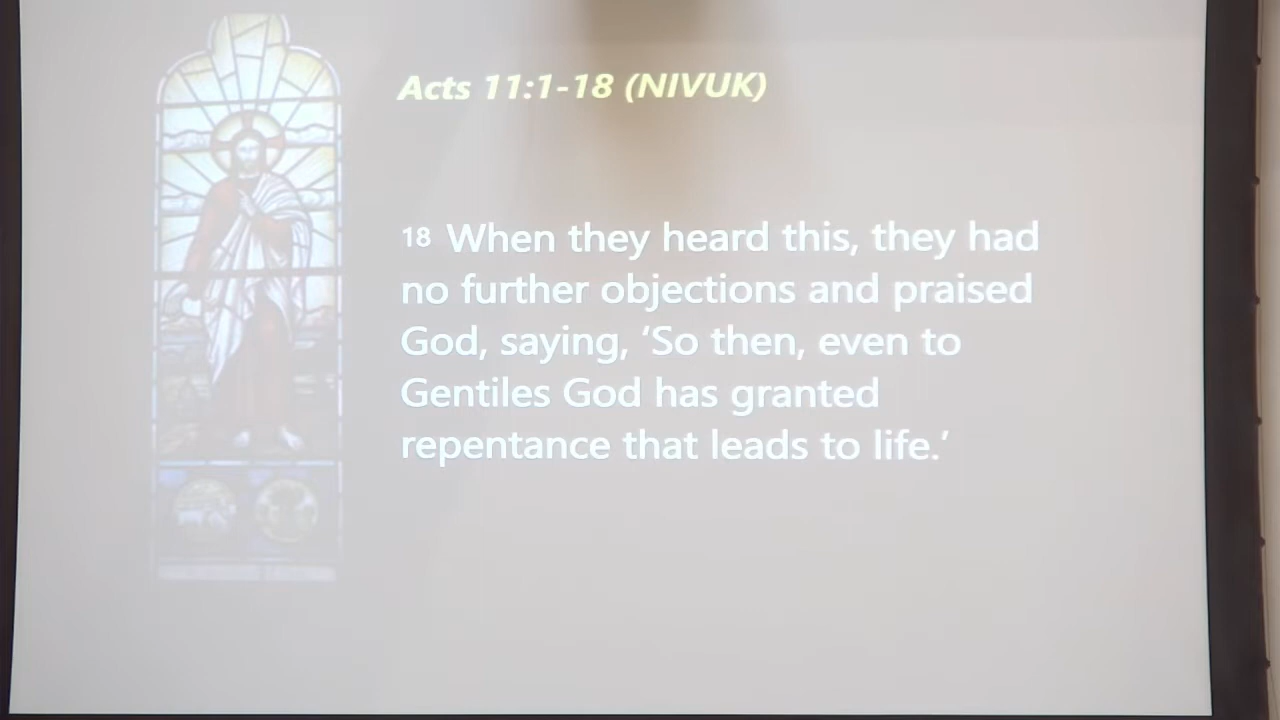 Acts 11:1-18 (NIVUK)
18 When they heard this, they had
no further objections and praised
God, saying, ‘So then, even to
Gentiles God has granted
repentance that leads to life.’